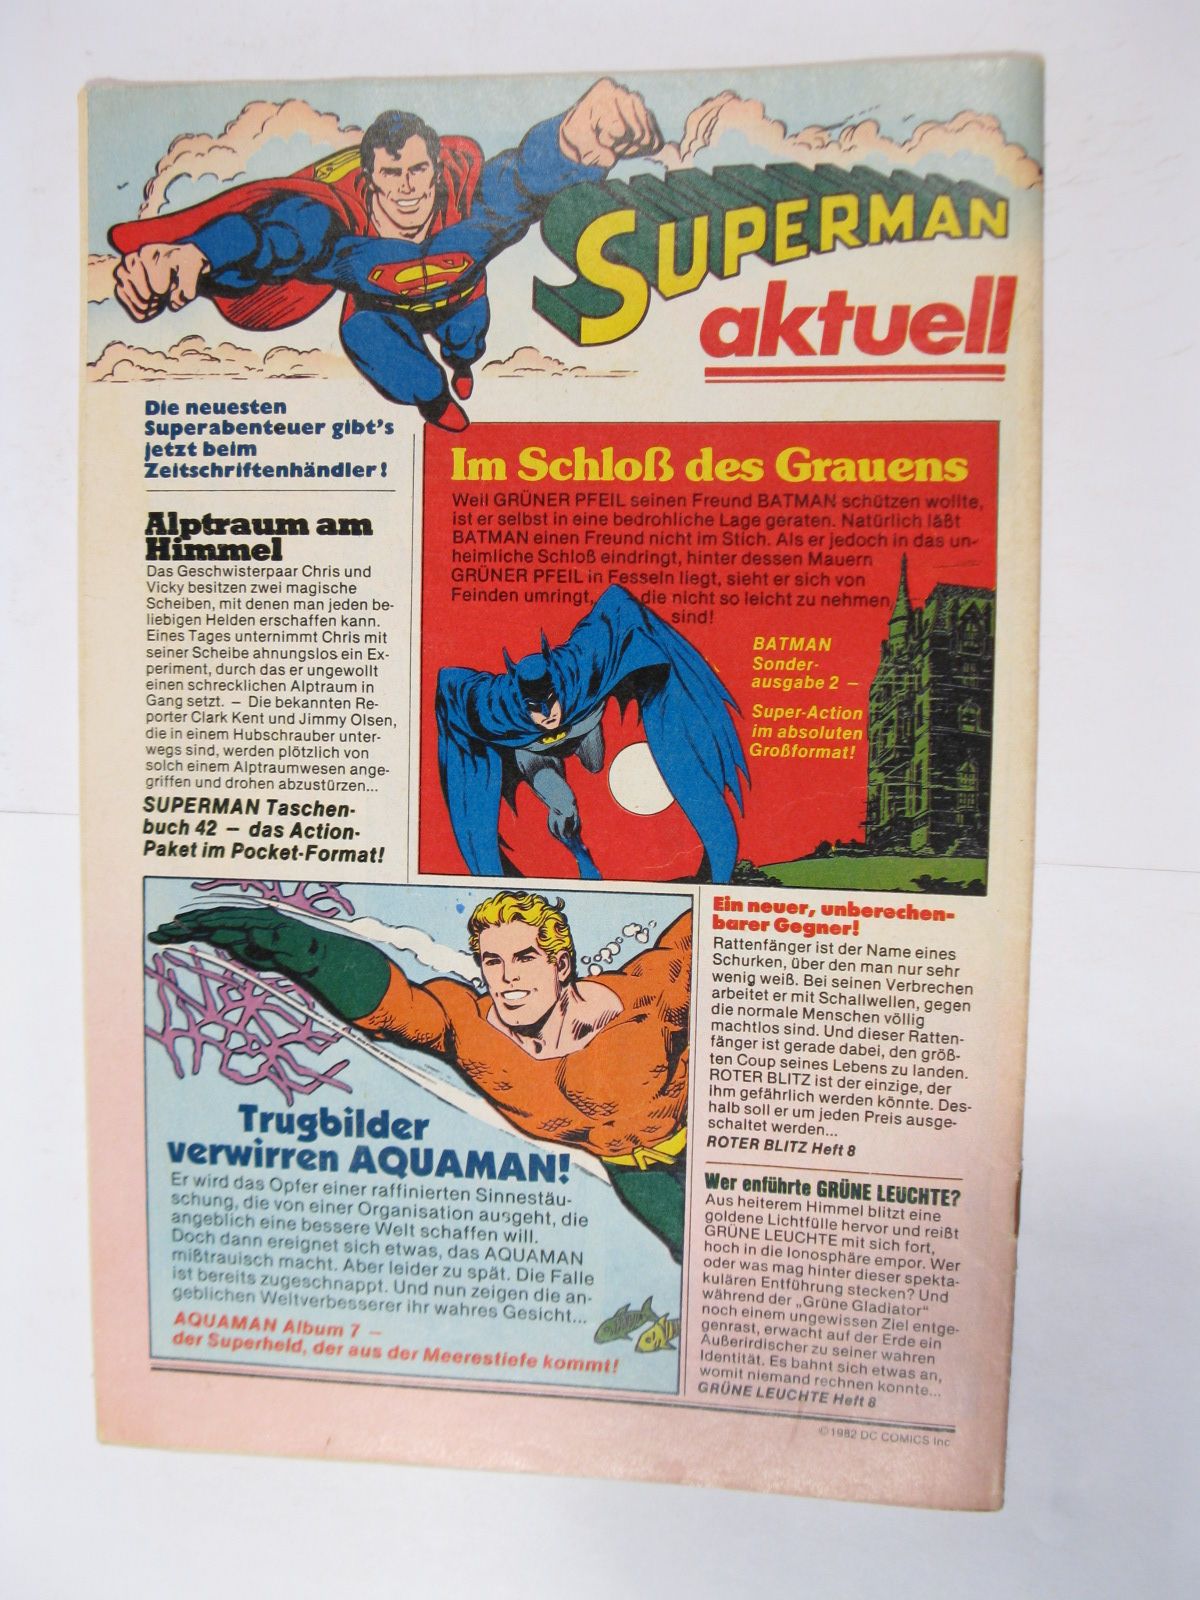 SUPERMAN
aktuell
Die neuesten
Superabenteuer gibt's
jetzt beim
Zeitschriftenhändler!
Alptraum am
Himmel
Das Geschwisterpaar Chris und
Vicky besitzen zwei magische
Scheiben, mit denen man jeden be-
liebigen Helden erschaffen kann.
Eines Tages unternimmt Chris mit
seiner Scheibe ahnungslos ein Ex-
periment, durch das er ungewollt
einen schrecklichen Alptraum in
Gang setzt. – Die bekannten Re-
porter Clark Kent und Jimmy Olsen,
die in einem Hubschrauber unter-
wegs sind, werden plötzlich von
solch einem Alptraumwesen ange-
griffen und drohen abzustürzen...
SUPERMAN Taschen-
buch 42 – das Action-
Paket im Pocket-Format!
Im Schloß des Grauens
Weil GRÜNER PFEIL seinen Freund BATMAN schützen wollte,
ist er selbst in eine bedrohliche Lage geraten. Natürlich läßt
BATMAN einen Freund nicht im Stich. Als er jedoch in das un-
heimliche Schloß eindringt, hinter dessen Mauern
GRÜNER PFEIL in Fesseln liegt, sieht er sich von
Feinden umringt, die nicht so leicht zu nehmen
sind!
BATMAN
Sonder-
ausgabe 2 –
Super-Action
im absoluten
Großformat!
Trugbilder
verwirren AQUAMAN!
Er wird das Opfer einer raffinierten Sinnestäu-
schung, die von einer Organisation ausgeht, die
angeblich eine bessere Welt schaffen will.
Doch dann ereignet sich etwas, das AQUAMAN
mißtrauisch macht. Aber leider zu spät. Die Falle
ist bereits zugeschnappt. Und nun zeigen die an-
geblichen Weltverbesserer ihr wahres Gesicht...
AQUAMAN Album 7 –
der Superheld, der aus der Meerestiefe kommt!
Ein neuer, unberechen-
barer Gegner!
Rattenfänger ist der Name eines
Schurken, über den man nur sehr
wenig weiß. Bei seinen Verbrechen
arbeitet er mit Schallwellen, gegen
die normale Menschen völlig
machtlos sind. Und dieser Ratten-
fänger ist gerade dabei, den größ-
ten Coup seines Lebens zu landen.
ROTER BLITZ ist der einzige, der
ihm gefährlich werden könnte. Des-
halb soll er um jeden Preis ausge-
schaltet werden...
ROTER BLITZ Heft 8
Wer enführte GRÜNE LEUCHTE?
Aus heiterem Himmel blitzt eine
goldene Lichtfülle hervor und reißt
GRÜNE LEUCHTE mit sich fort,
hoch in die Ionosphäre empor. Wer
oder was mag hinter dieser spekta-
kulären Entführung stecken? Und
während der „Grüne Gladiator"
noch einem ungewissen Ziel entge-
genrast, erwacht auf der Erde ein
Außerirdischer zu seiner wahren
Identität. Es bahnt sich etwas an,
womit niemand rechnen konnte...
GRÜNE LEUCHTE Heft 8
©1982 DC COMICS Inc